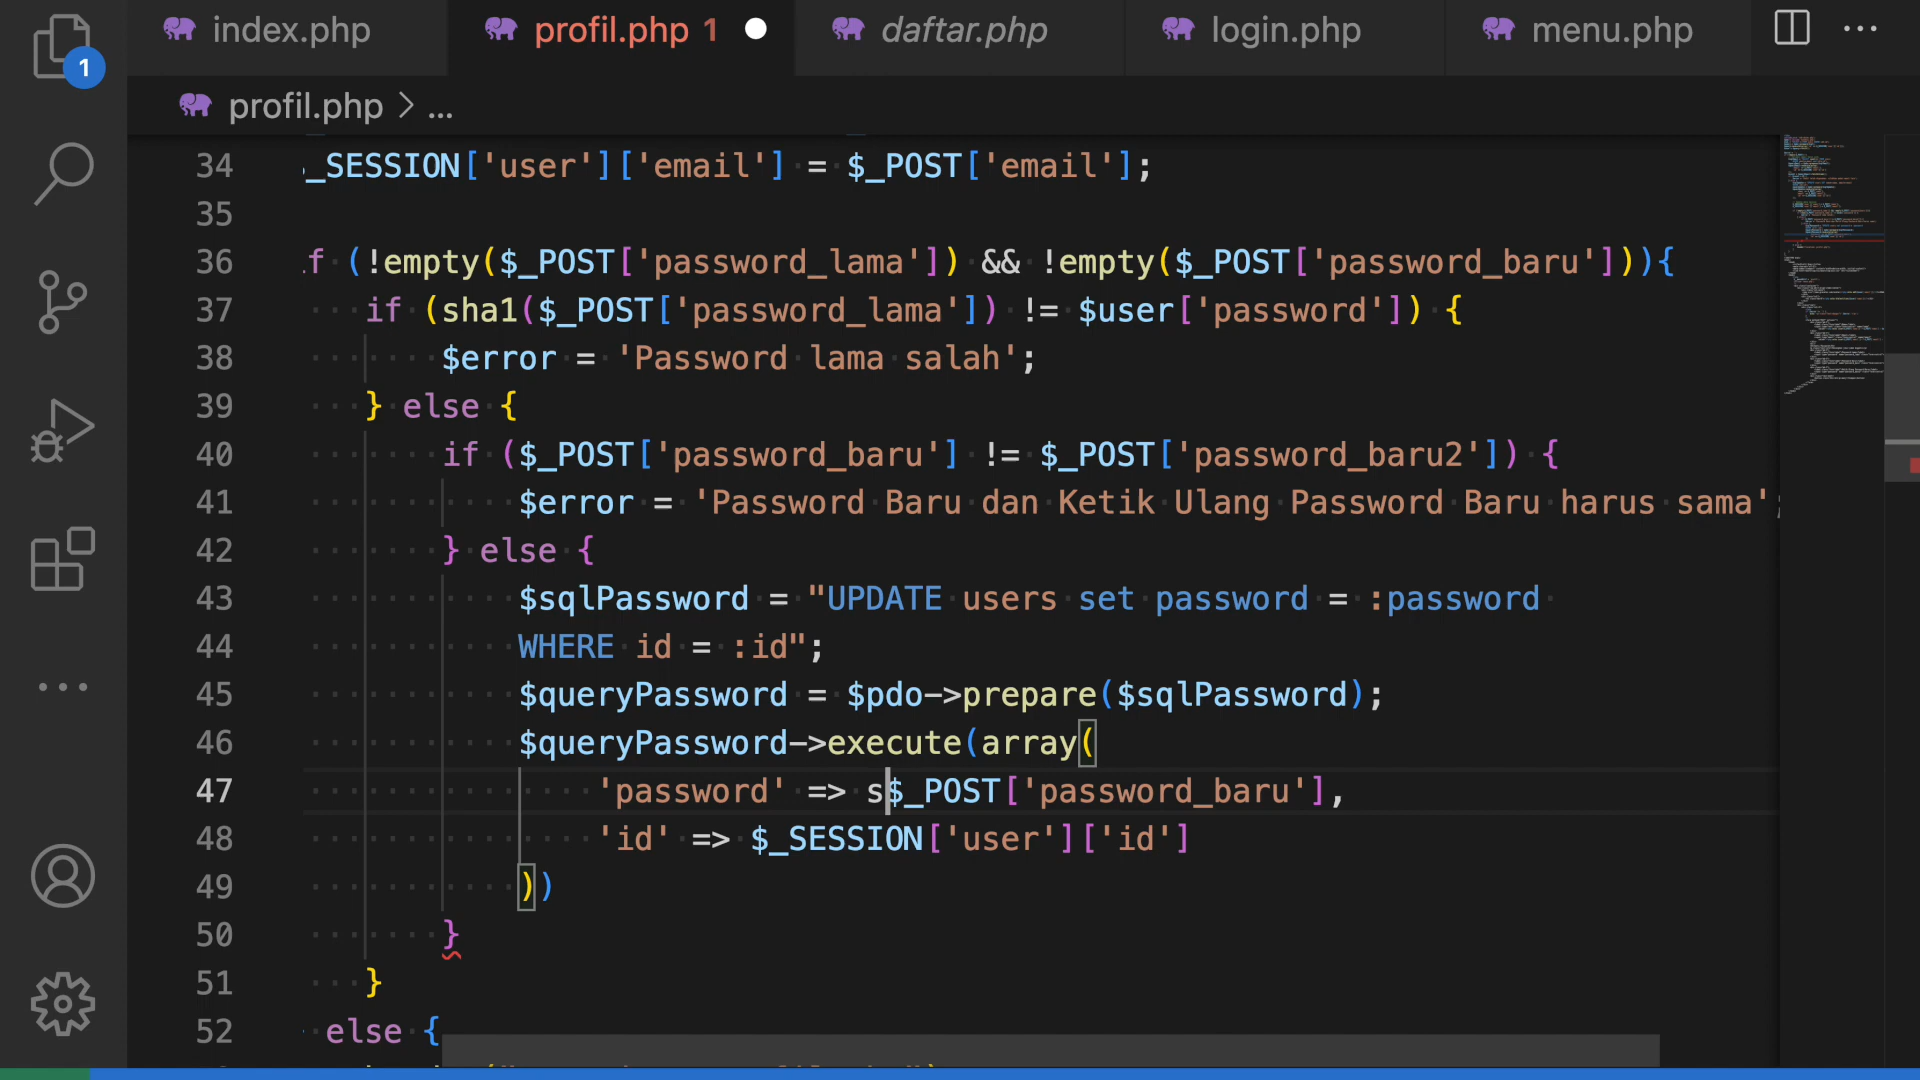 1
index.php
profil.php 1
daftar.php
login.php
menu.php
profil.php > ...
34 _SESSION['user']['email'] = $_POST['email'];
35
36 if (!empty($_POST['password_lama']) && !empty($_POST['password_baru'])){
37 if (sha1($_POST['password_lama']) != $user['password']) {
38 $error = 'Password lama salah';
39 } else {
40 if ($_POST['password_baru'] != $_POST['password_baru2']) {
41 $error = 'Password Baru dan Ketik Ulang Password Baru harus sama';
42 } else {
43 $sqlPassword = "UPDATE users set password = :password
44 WHERE id = :id";
45 $queryPassword = $pdo->prepare($sqlPassword);
46 $queryPassword->execute(array(
47 'password' => s$_POST['password_baru'],
48 'id' => $_SESSION['user']['id']
49 ))
50 }
51 }
52 else {